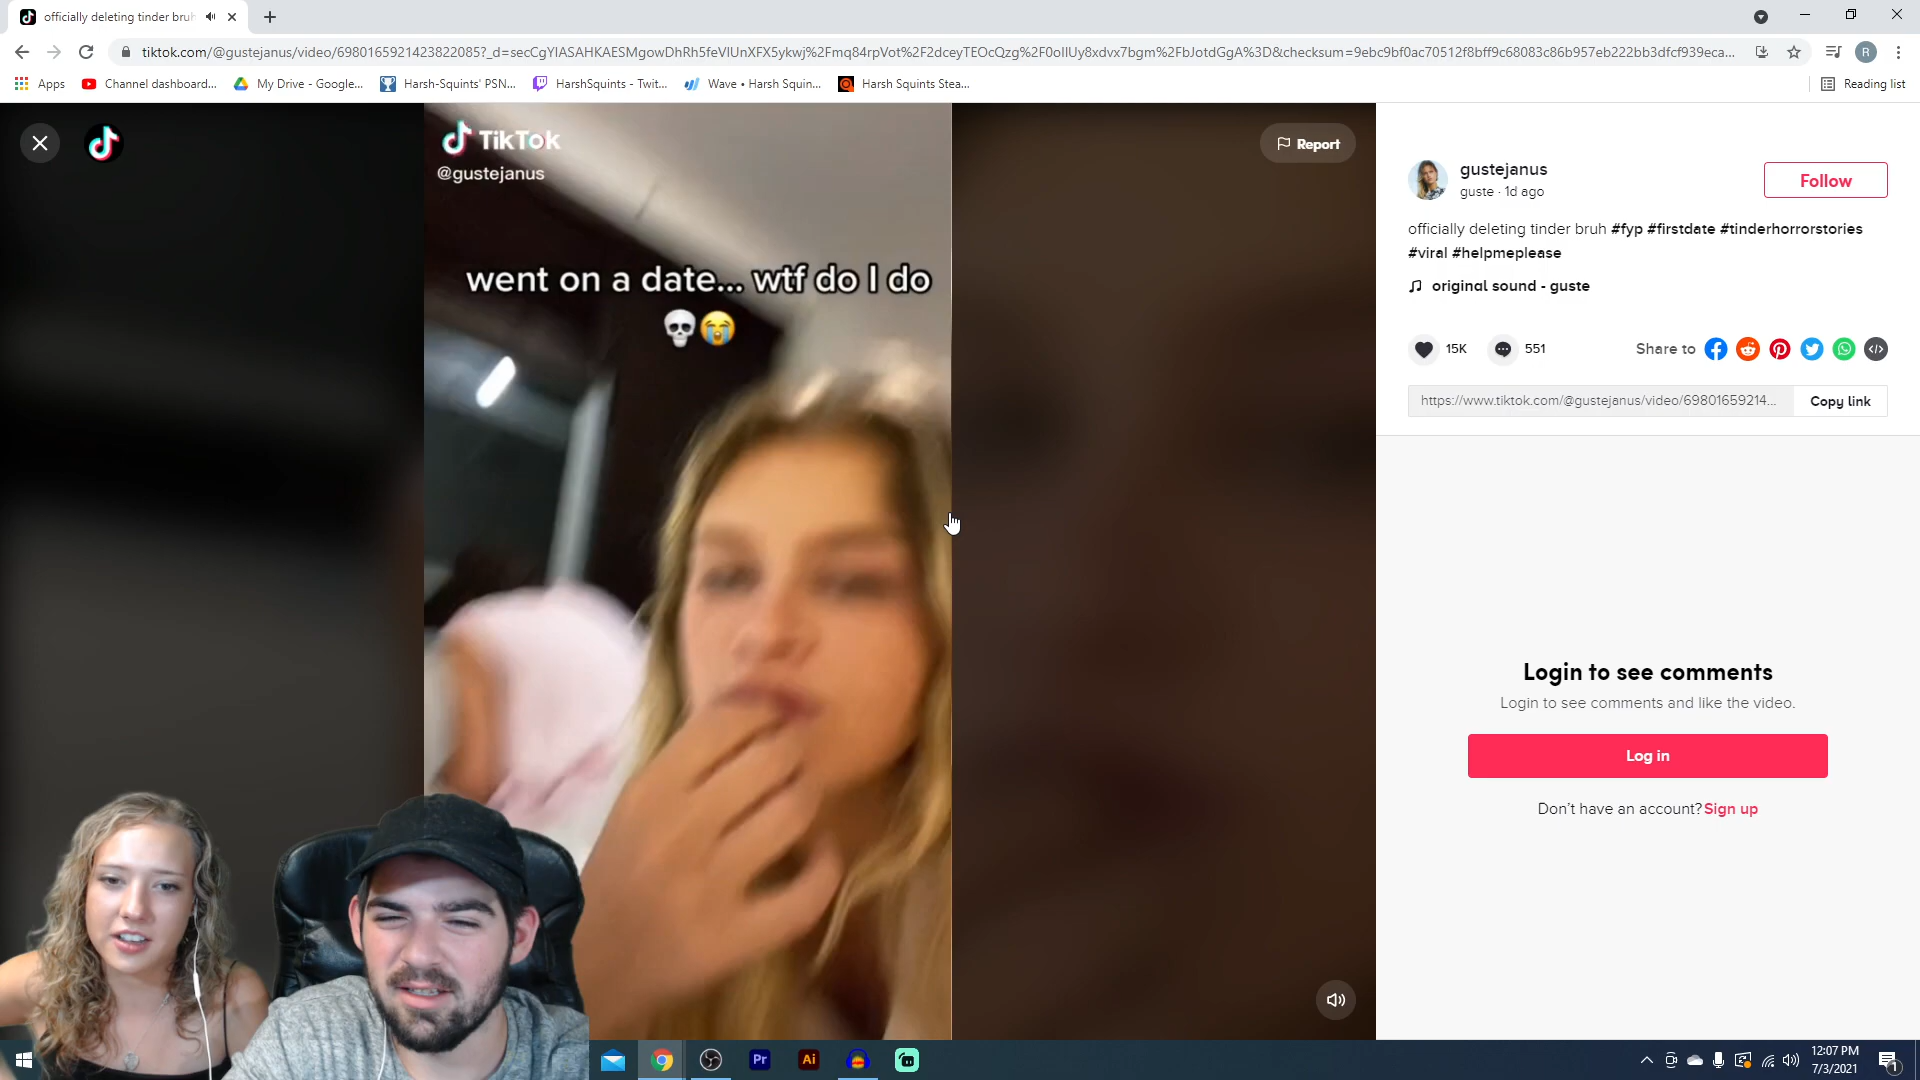 officially deleting tinder bruh
tiktok.com/@gustejanus/video/6980165921423822085?_d=secCgYIASAHKAESMgowDhRh5feVlUnXFX5ykwj%2Fmq84rpVot%2F2dceyTEOcQzg%2F0oIlUy8xdvx7bgm%2FbJotdGgA%3D&checksum=9ebc9bf0ac70512f8bff9c68083c86b957eb222bb3dfcf939eca...
R
Apps
Channel dashboard...
My Drive - Google...
Harsh-Squints' PSN...
HarshSquints - Twit...
Wave • Harsh Squin...
Harsh Squints Stea...
Reading list
TikTok
@gustejanus
Report
went on a date... wtf do I do
💀😭
gustejanus
guste · 1d ago
Follow
officially deleting tinder bruh #fyp #firstdate #tinderhorrorstories
#viral #helpmeplease
original sound - guste
15K
551
Share to
https://www.tiktok.com/@gustejanus/video/69801659214...
Copy link
Login to see comments
Login to see comments and like the video.
Log in
Don't have an account? Sign up
Pr
Ai
12:07 PM
7/3/2021
1